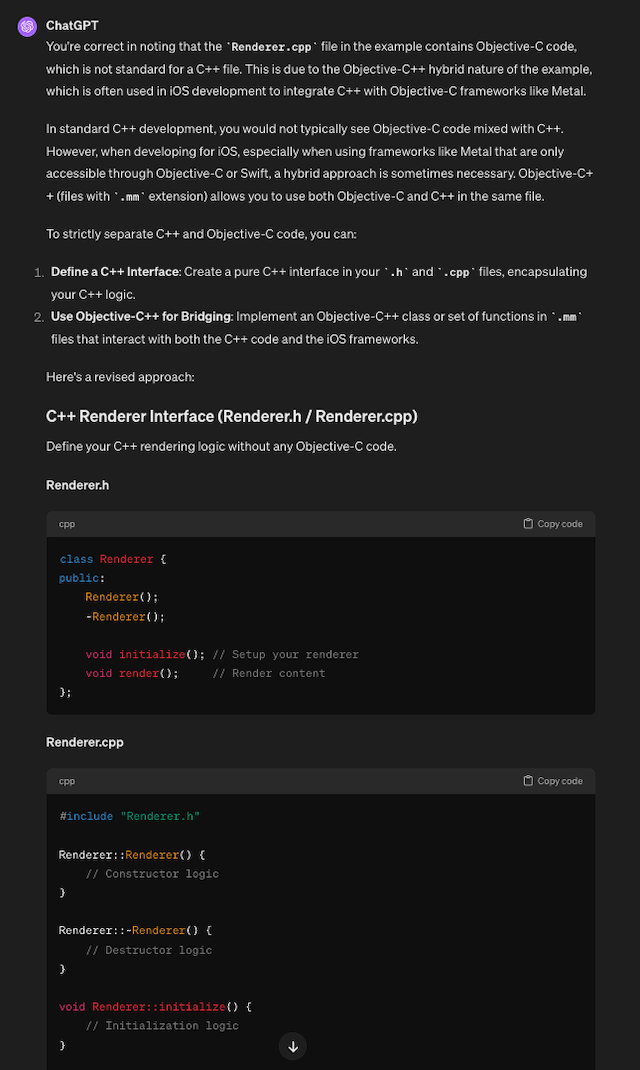 ChatGPT
You're correct in noting that the `Renderer.cpp` file in the example contains Objective-C code,
which is not standard for a C++ file. This is due to the Objective-C++ hybrid nature of the example,
which is often used in iOS development to integrate C++ with Objective-C frameworks like Metal.
In standard C++ development, you would not typically see Objective-C code mixed with C++.
However, when developing for iOS, especially when using frameworks like Metal that are only
accessible through Objective-C or Swift, a hybrid approach is sometimes necessary. Objective-C+
+ (files with `.mm` extension) allows you to use both Objective-C and C++ in the same file.
To strictly separate C++ and Objective-C code, you can:
1. Define a C++ Interface: Create a pure C++ interface in your `.h` and `.cpp` files, encapsulating
your C++ logic.
2. Use Objective-C++ for Bridging: Implement an Objective-C++ class or set of functions in `.mm`
files that interact with both the C++ code and the iOS frameworks.
Here's a revised approach:
C++ Renderer Interface (Renderer.h / Renderer.cpp)
Define your C++ rendering logic without any Objective-C code.
Renderer.h
cpp Copy code
class Renderer {
public:
    Renderer();
    ~Renderer();
    void initialize(); // Setup your renderer
    void render();     // Render content
};
Renderer.cpp
cpp Copy code
#include "Renderer.h"
Renderer::Renderer() {
    // Constructor logic
}
Renderer::~Renderer() {
    // Destructor logic
}
void Renderer::initialize() {
    // Initialization logic
}